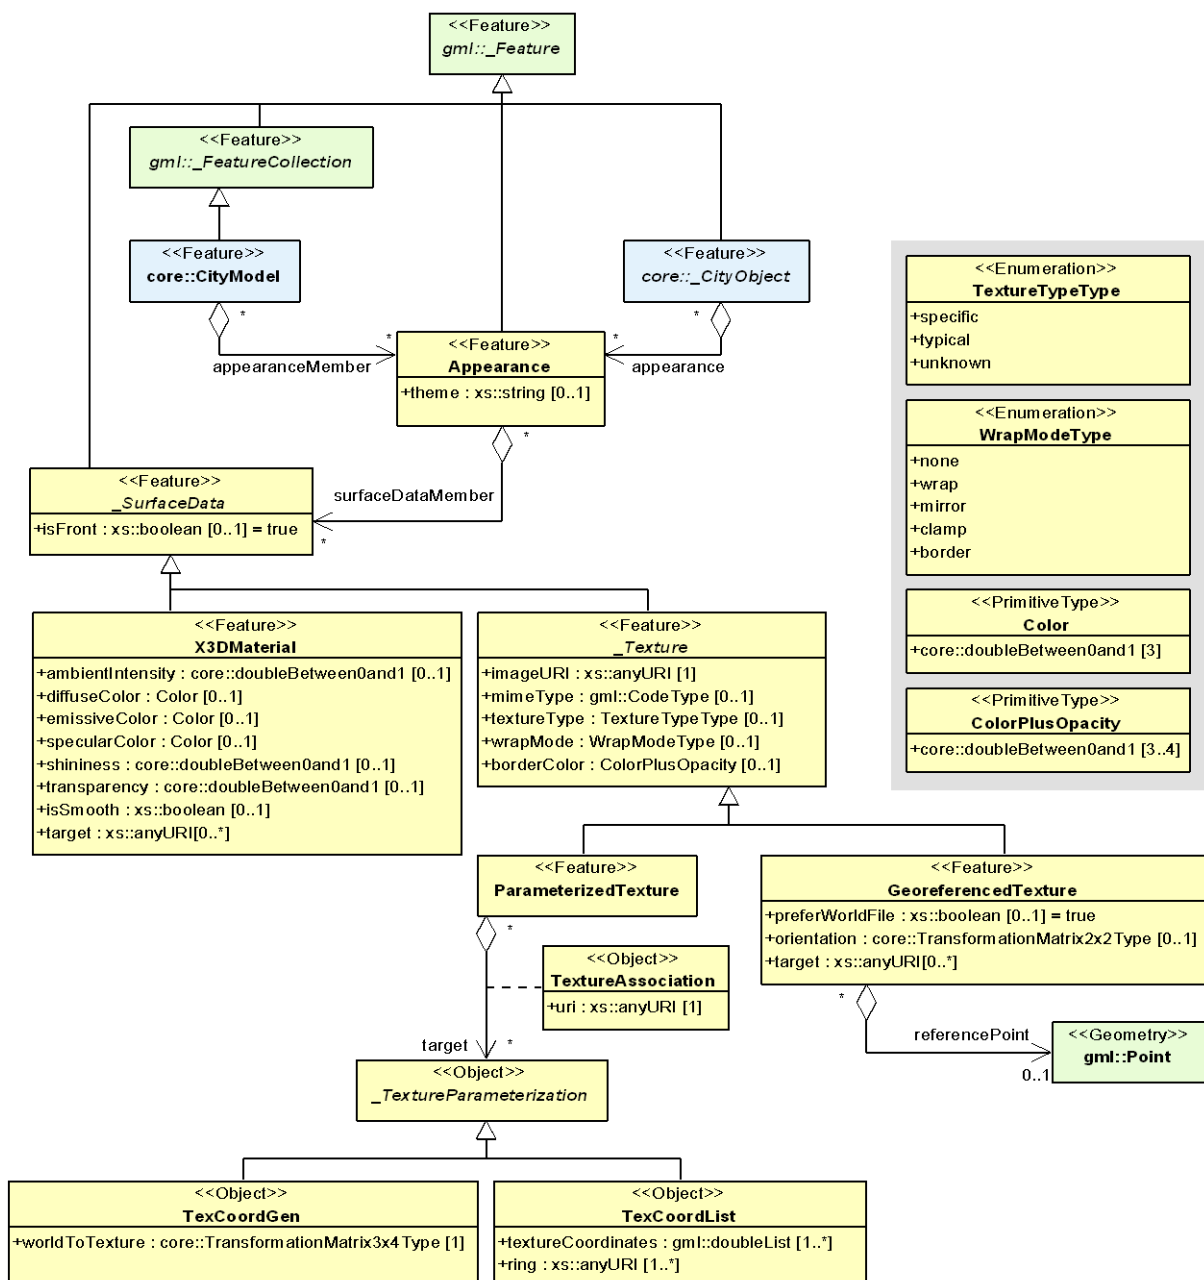 <<Feature>>
gml::_Feature
<<Feature>>
gml::_FeatureCollection
<<Feature>>
core::CityModel
*
<<Feature>>
core::_CityObject
*
appearanceMember
*
*
appearance
<<Feature>>
Appearance
+theme : xs::string [0..1]
*
surfaceDataMember
*
<<Feature>>
_SurfaceData
+isFront : xs::boolean [0..1] = true
<<Enumeration>>
TextureTypeType
+specific
+typical
+unknown
<<Enumeration>>
WrapModeType
+none
+wrap
+mirror
+clamp
+border
<<PrimitiveType>>
Color
+core::doubleBetween0and1 [3]
<<PrimitiveType>>
ColorPlusOpacity
+core::doubleBetween0and1 [3..4]
<<Feature>>
X3DMaterial
+ambientIntensity : core::doubleBetween0and1 [0..1]
+diffuseColor : Color [0..1]
+emissiveColor : Color [0..1]
+specularColor : Color [0..1]
+shininess : core::doubleBetween0and1 [0..1]
+transparency : core::doubleBetween0and1 [0..1]
+isSmooth : xs::boolean [0..1]
+target : xs::anyURI[0..*]
<<Feature>>
_Texture
+imageURI : xs::anyURI [1]
+mimeType : gml::CodeType [0..1]
+textureType : TextureTypeType [0..1]
+wrapMode : WrapModeType [0..1]
+borderColor : ColorPlusOpacity [0..1]
<<Feature>>
ParameterizedTexture
*
<<Feature>>
GeoreferencedTexture
+preferWorldFile : xs::boolean [0..1] = true
+orientation : core::TransformationMatrix2x2Type [0..1]
+target : xs::anyURI[0..*]
*
<<Object>>
TextureAssociation
+uri : xs::anyURI [1]
referencePoint
0..1
<<Geometry>>
gml::Point
target
*
<<Object>>
_TextureParameterization
<<Object>>
TexCoordGen
+worldToTexture : core::TransformationMatrix3x4Type [1]
<<Object>>
TexCoordList
+textureCoordinates : gml::doubleList [1..*]
+ring : xs::anyURI [1..*]